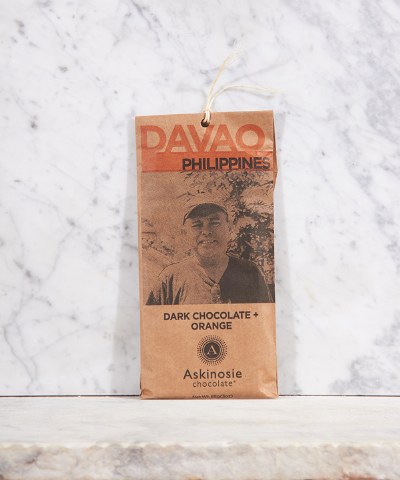 DAVAO
PHILIPPINES
DARK CHOCOLATE +
ORANGE
A
Askinosie
chocolate®